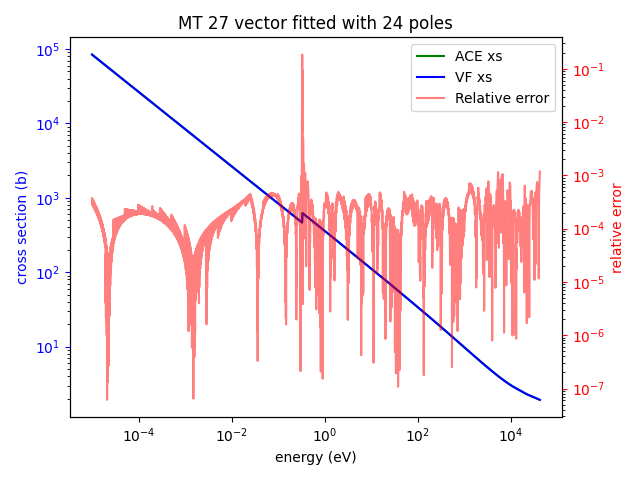 MT 27 vector fitted with 24 poles
ACE xs
VF xs
Relative error
10^5
10^4
10^3
10^2
10^1
cross section (b)
10^-1
10^-2
10^-3
10^-4
10^-5
10^-6
10^-7
relative error
10^-4
10^-2
10^0
10^2
10^4
energy (eV)